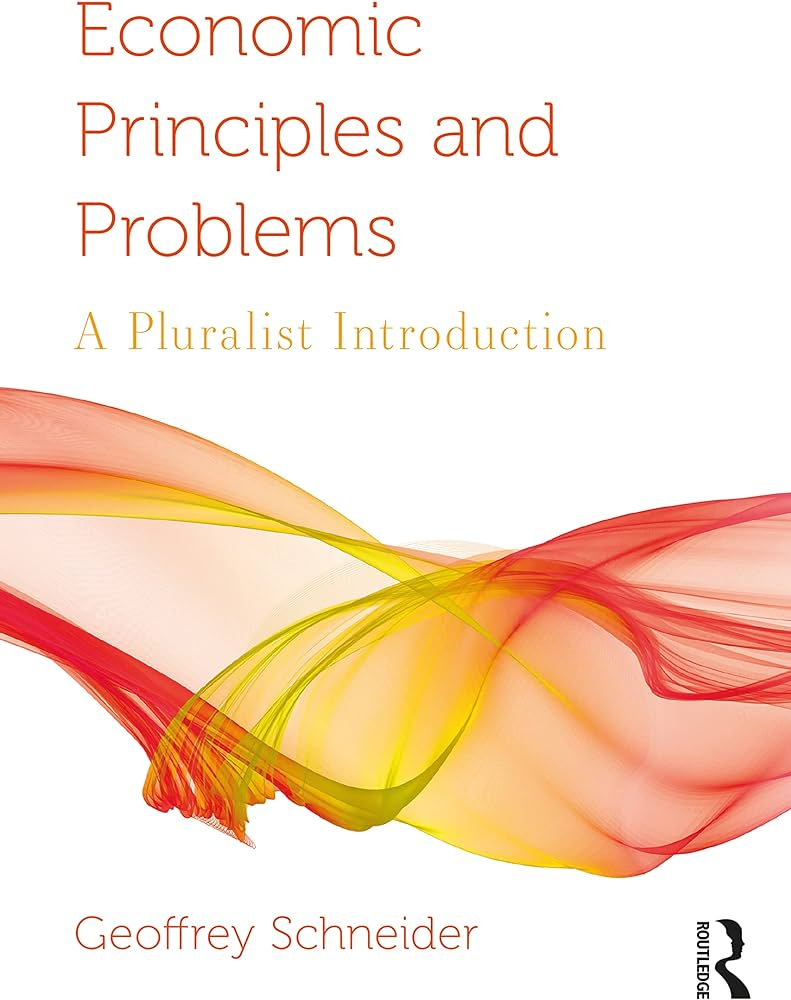 Economic
Principles and
Problems
A Pluralist Introduction
Geoffrey Schneider
ROUTLEDGE